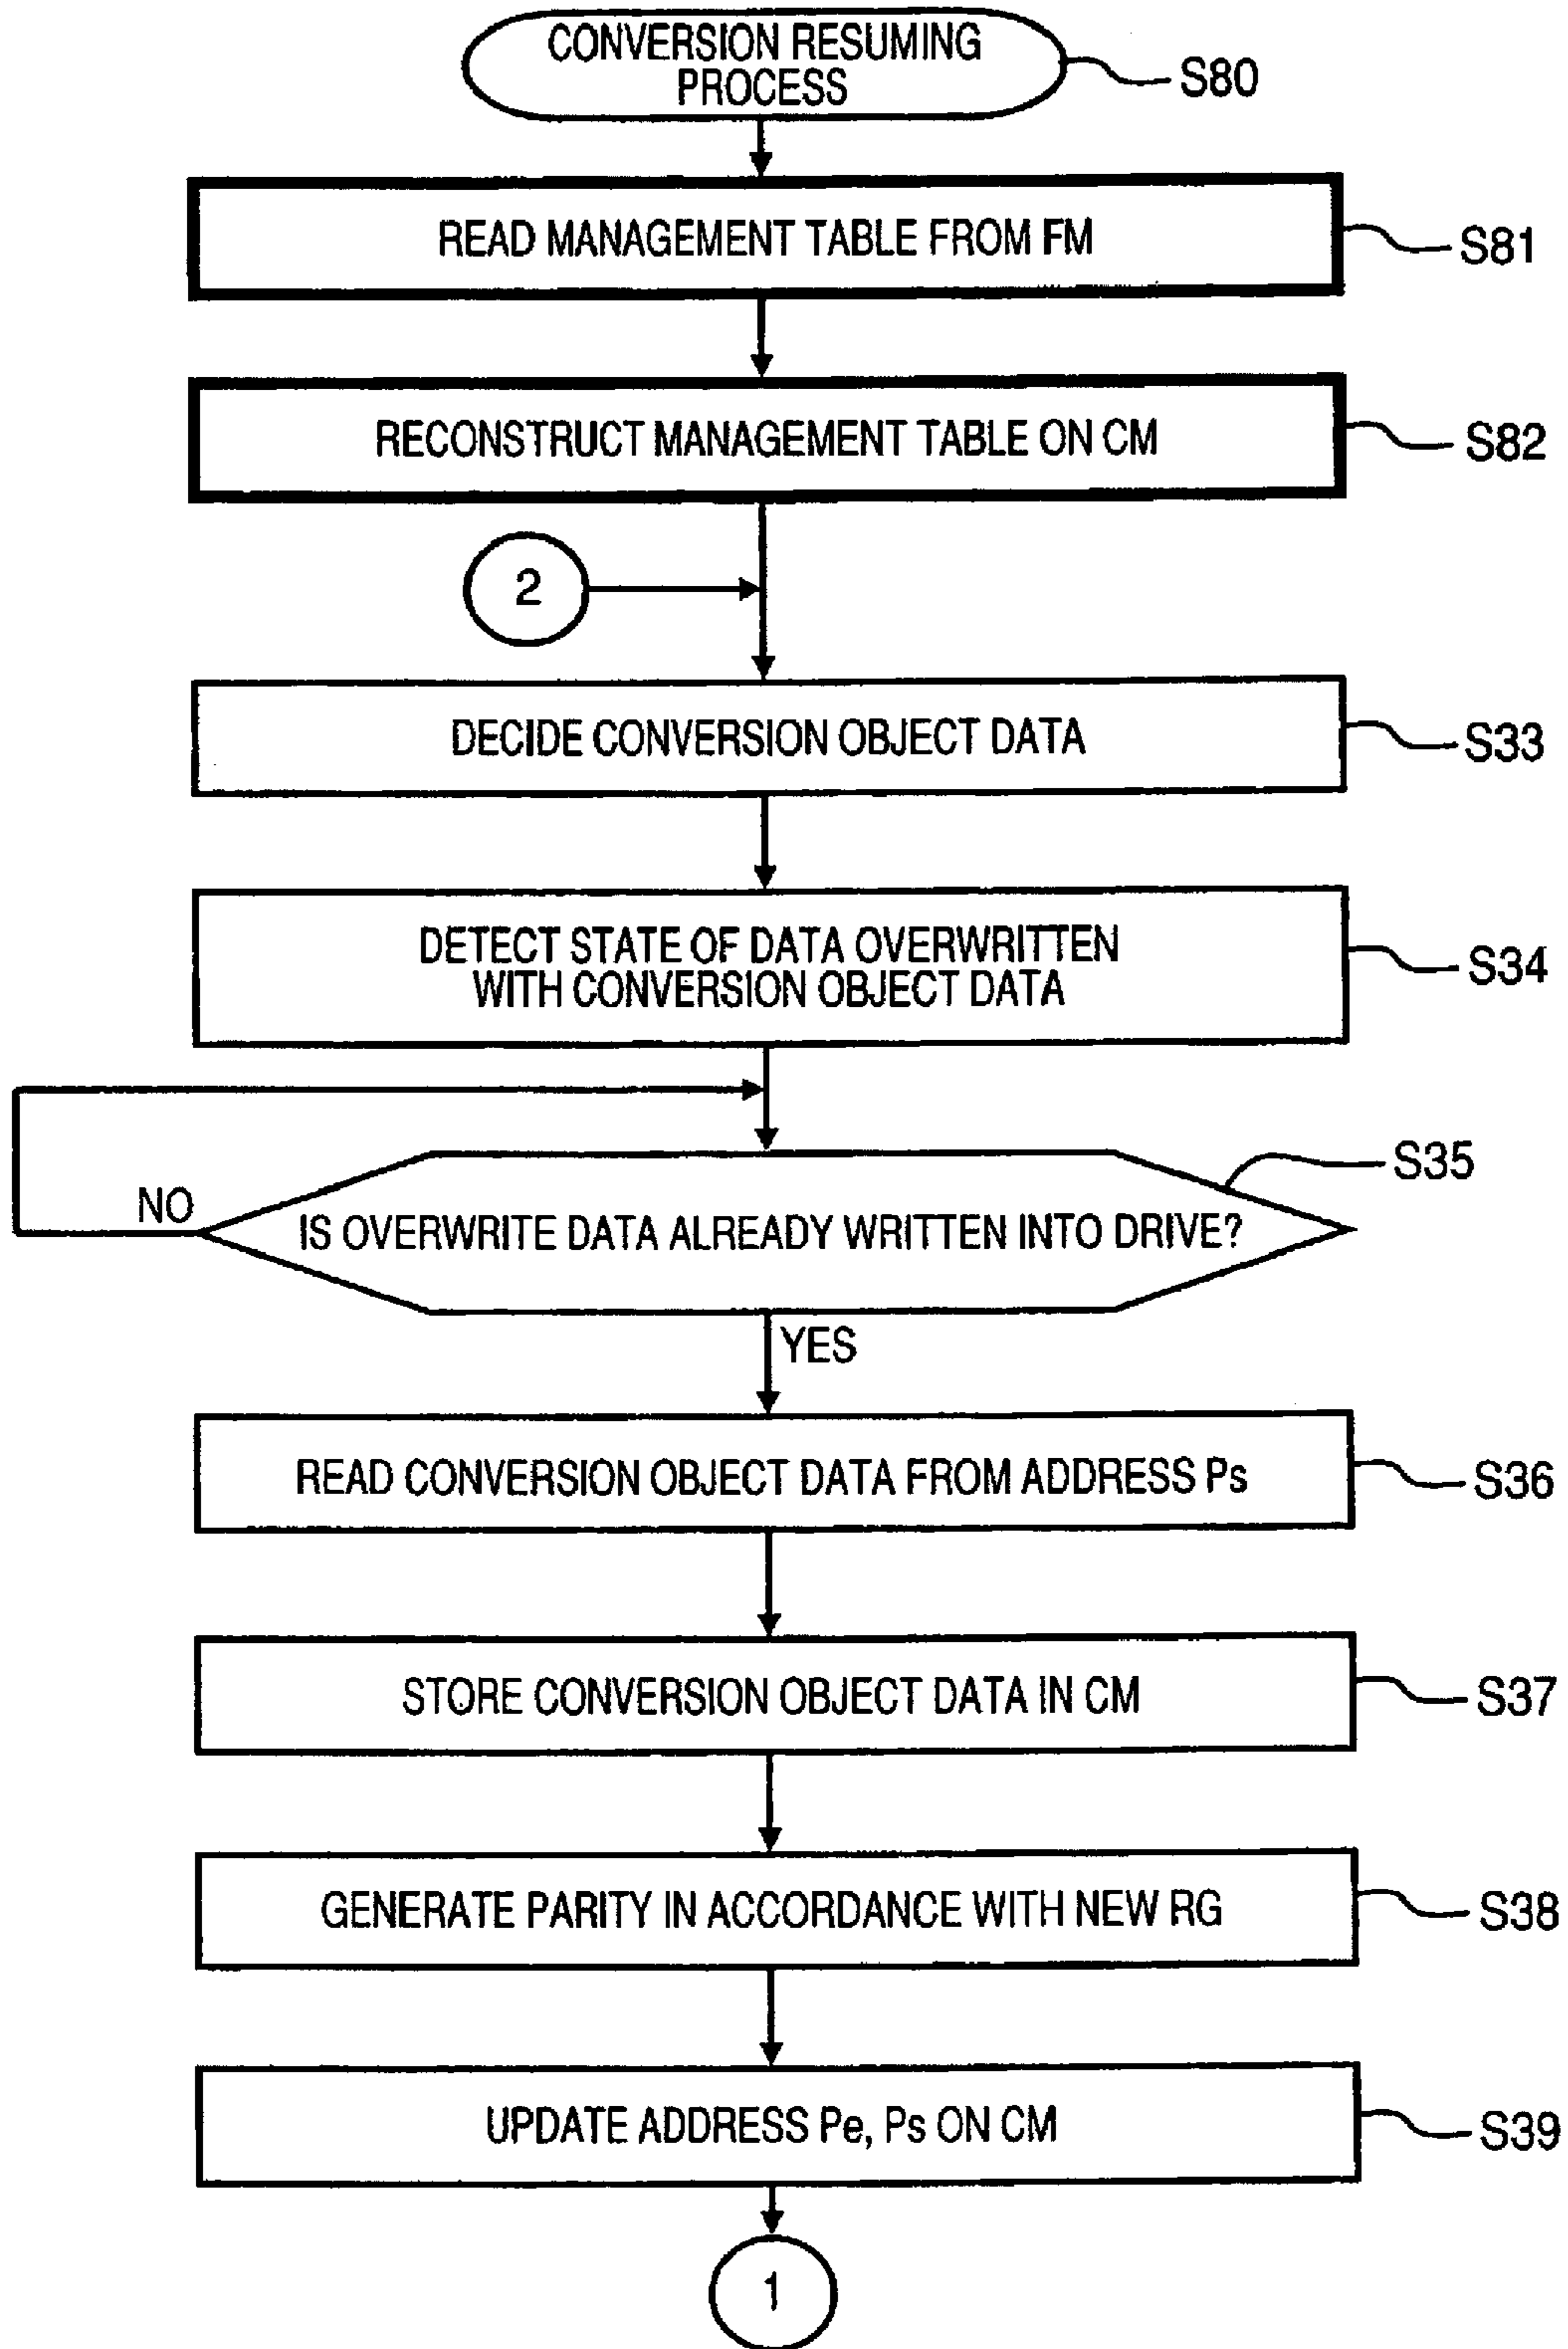 CONVERSION RESUMING
PROCESS
S80
READ MANAGEMENT TABLE FROM FM
S81
RECONSTRUCT MANAGEMENT TABLE ON CM
S82
2
DECIDE CONVERSION OBJECT DATA
S33
DETECT STATE OF DATA OVERWRITTEN
WITH CONVERSION OBJECT DATA
S34
S35
NO
IS OVERWRITE DATA ALREADY WRITTEN INTO DRIVE?
YES
READ CONVERSION OBJECT DATA FROM ADDRESS Ps
S36
STORE CONVERSION OBJECT DATA IN CM
S37
GENERATE PARITY IN ACCORDANCE WITH NEW RG
S38
UPDATE ADDRESS Pe, Ps ON CM
S39
1